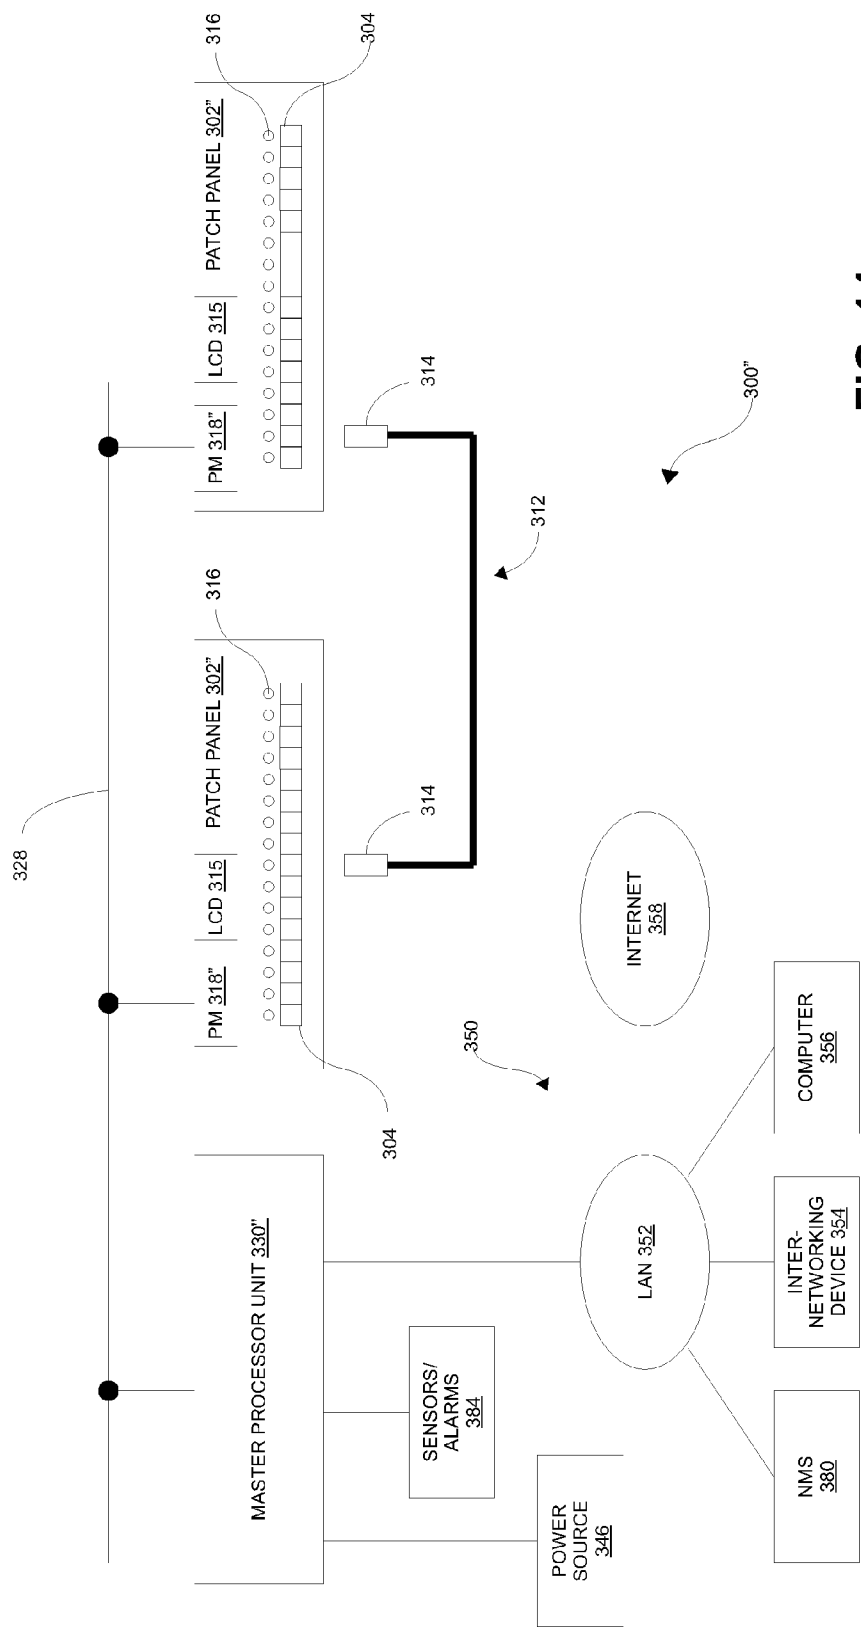 328
316
316
304
PM 318”
LCD 315
PATCH PANEL 302”
PM 318”
LCD 315
PATCH PANEL 302”
MASTER PROCESSOR UNIT 330”
304
314
314
SENSORS/
ALARMS
384
350
312
POWER
SOURCE
346
LAN 352
INTERNET
358
300”
NMS
380
INTER-
NETWORKING
DEVICE 354
COMPUTER
356